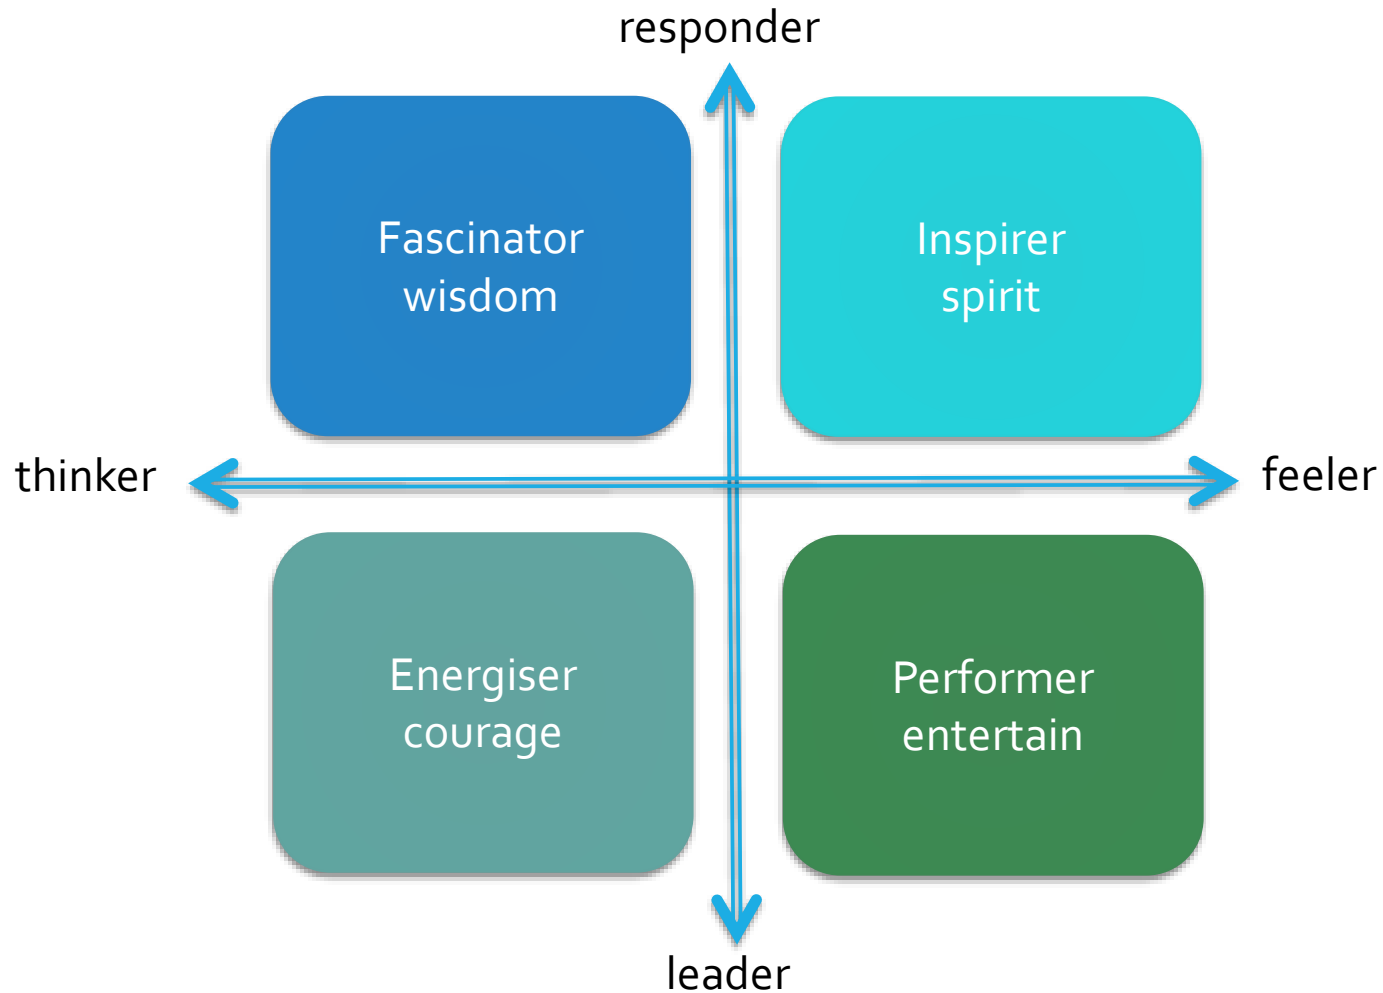 responder
Fascinator
wisdom
Inspirer
spirit
thinker
feeler
Energiser
courage
Performer
entertain
leader